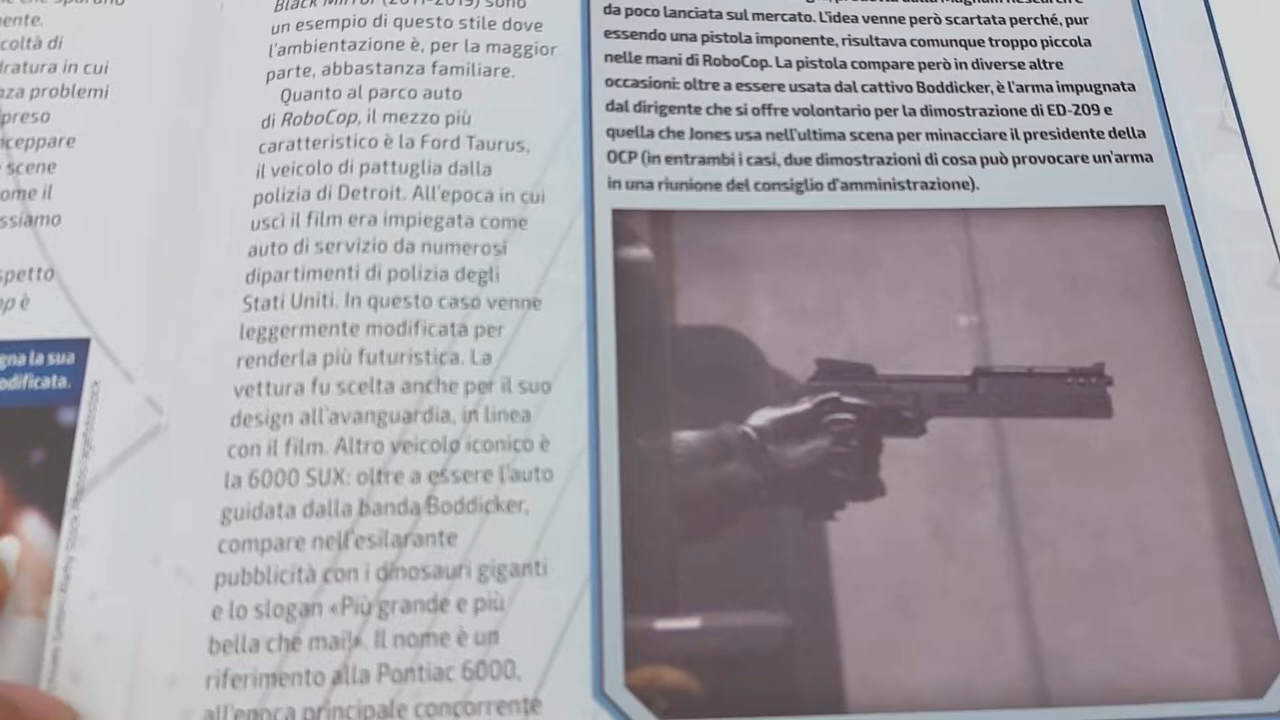 ente.
coltà di
dratura in cui
nza problemi
preso
nceppare
scene
ome il
ssiamo
spetto
op è
gna la sua
odificata.
Black Mirror (2011-2019) sono
un esempio di questo stile dove
l'ambientazione è, per la maggior
parte, abbastanza familiare.
Quanto al parco auto
di RoboCop, il mezzo più
caratteristico è la Ford Taurus,
il veicolo di pattuglia dalla
polizia di Detroit. All'epoca in cui
uscì il film era impiegata come
auto di servizio da numerosi
dipartimenti di polizia degli
Stati Uniti. In questo caso venne
leggermente modificata per
renderla più futuristica. La
vettura fu scelta anche per il suo
design all'avanguardia, in linea
con il film. Altro veicolo iconico è
la 6000 SUX: oltre a essere l'auto
guidata dalla banda Boddicker,
compare nell'esilarante
pubblicità con i dinosauri giganti
e lo slogan «Più grande e più
bella che mai!». Il nome è un
riferimento alla Pontiac 6000,
all'epoca principale concorrente
da poco lanciata sul mercato. L'idea venne però scartata perché, pur
essendo una pistola imponente, risultava comunque troppo piccola
nelle mani di RoboCop. La pistola compare però in diverse altre
occasioni: oltre a essere usata dal cattivo Boddicker, è l'arma impugnata
dal dirigente che si offre volontario per la dimostrazione di ED-209 e
quella che Jones usa nell'ultima scena per minacciare il presidente della
OCP (in entrambi i casi, due dimostrazioni di cosa può provocare un'arma
in una riunione del consiglio d'amministrazione).